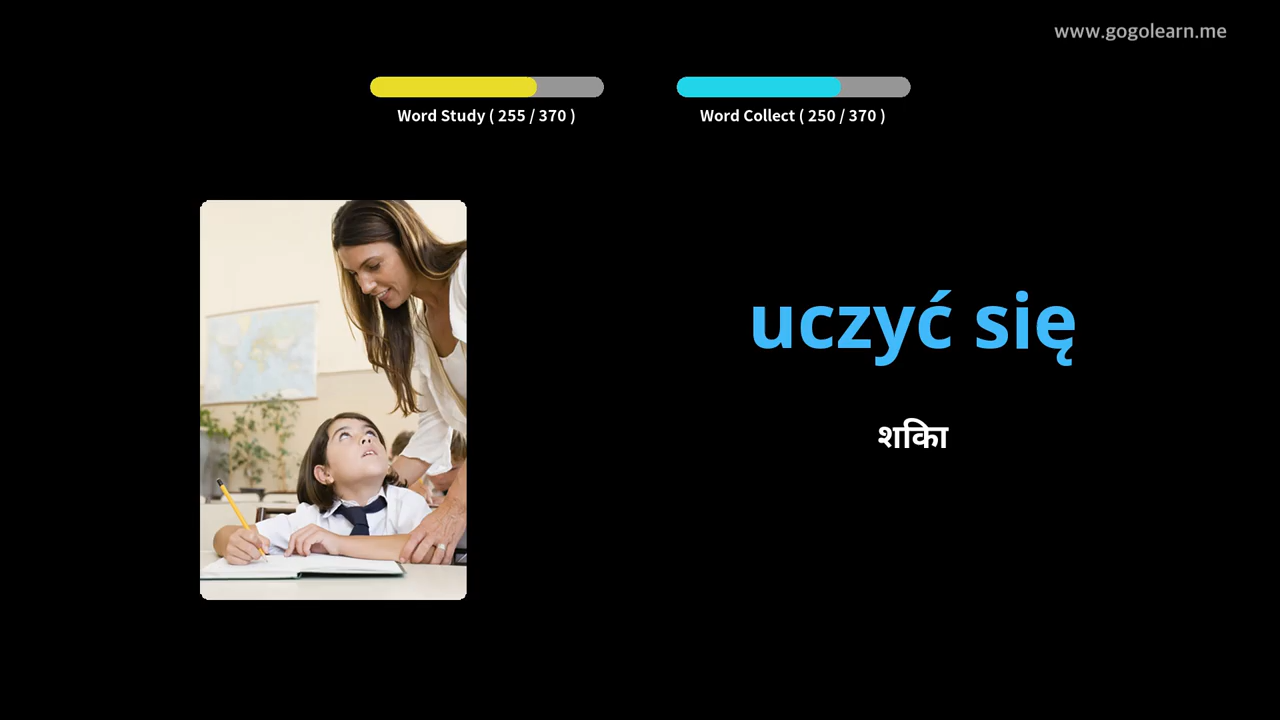 www.gogolearn.me
Word Study ( 255 / 370 )
Word Collect ( 250 / 370 )
uczyć się
शकिा